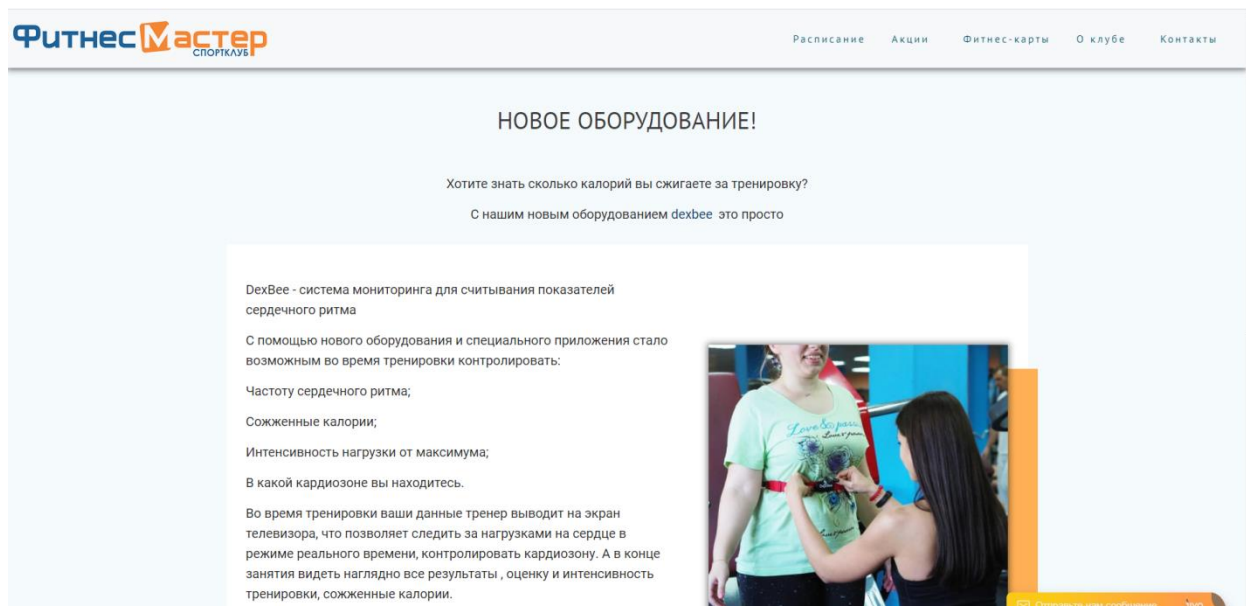 ФитнесМастер
СПОРТКЛУБ
Расписание Акции Фитнес-карты О клубе Контакты
НОВОЕ ОБОРУДОВАНИЕ!
Хотите знать сколько калорий вы сжигаете за тренировку?
С нашим новым оборудованием dexbee это просто
DexBee - система мониторинга для считывания показателей
сердечного ритма
С помощью нового оборудования и специального приложения стало
возможным во время тренировки контролировать:
Частоту сердечного ритма;
Сожженные калории;
Интенсивность нагрузки от максимума;
В какой кардиозоне вы находитесь.
Во время тренировки ваши данные тренер выводит на экран
телевизора, что позволяет следить за нагрузками на сердце в
режиме реального времени, контролировать кардиозону. А в конце
занятия видеть наглядно все результаты , оценку и интенсивность
тренировки, сожженные калории.
Отправьте нам сообщение